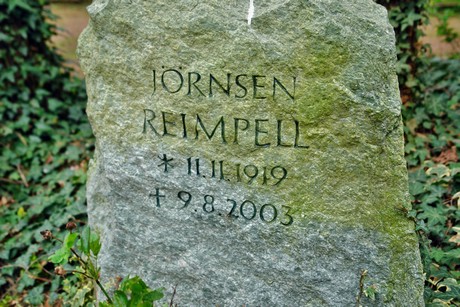 JÖRNSEN
REIMPELL
* 11.11.1919
† 9.8.2003